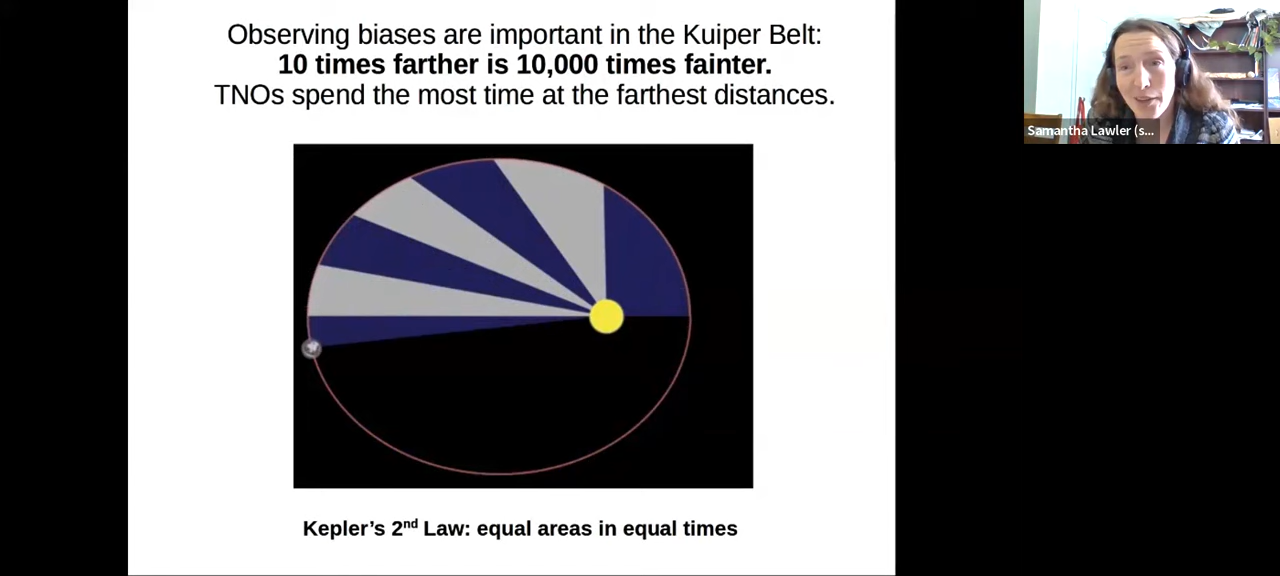 Observing biases are important in the Kuiper Belt:
10 times farther is 10,000 times fainter.
TNOs spend the most time at the farthest distances.
Samantha Lawler (s...
Kepler's 2nd Law: equal areas in equal times